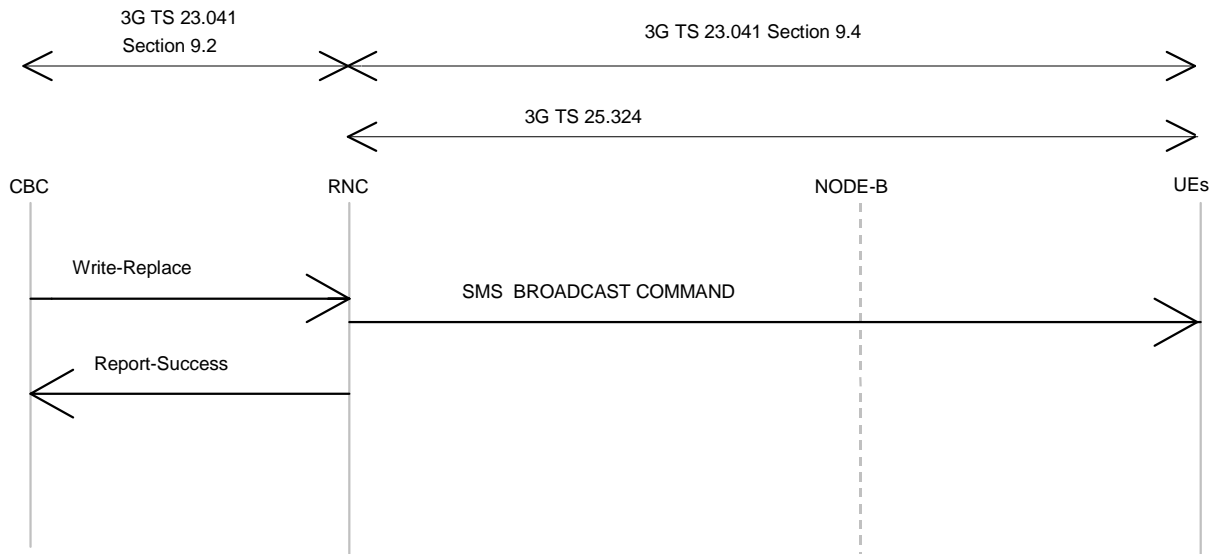 3G TS 23.041
Section 9.2
3G TS 23.041 Section 9.4
3G TS 25.324
CBC
RNC
NODE-B
UEs
Write-Replace
SMS BROADCAST COMMAND
Report-Success